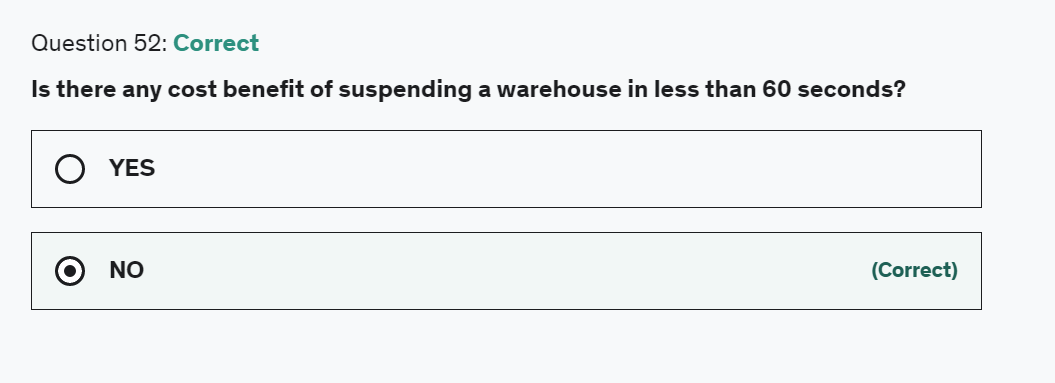 Question 52: Correct
Is there any cost benefit of suspending a warehouse in less than 60 seconds?
YES
NO (Correct)